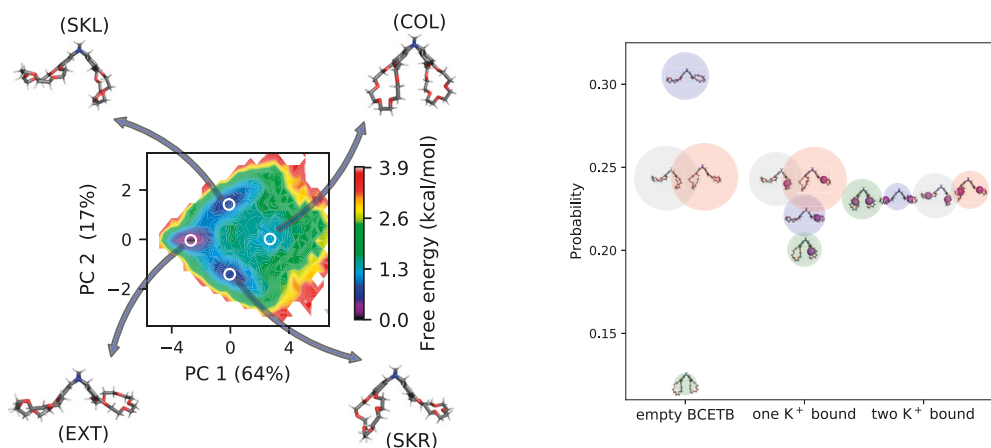 (SKL)
(COL)
PC 2 (17%)
2
0
−2
−4
0
4
PC 1 (64%)
3.9
2.6
1.3
0.0
Free energy (kcal/mol)
(EXT)
(SKR)
Probability
0.30
0.25
0.20
0.15
empty BCETB
one K⁺ bound
two K⁺ bound